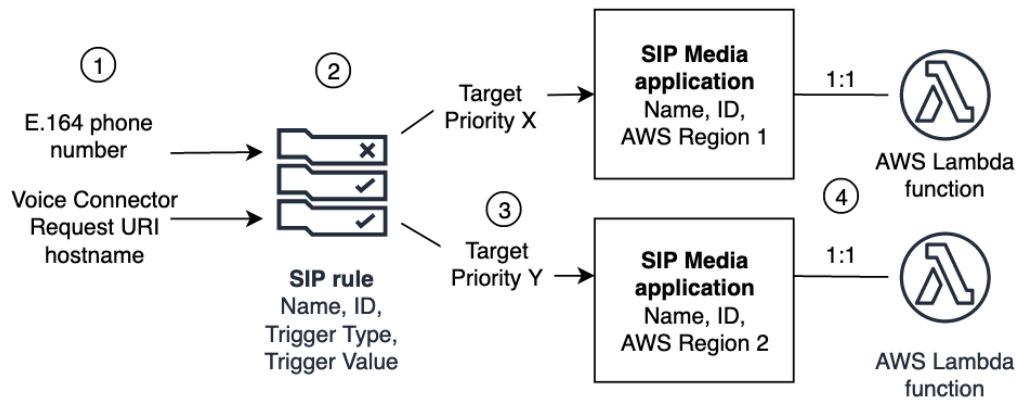 1
E.164 phone
number
Voice Connector
Request URI
hostname
2
SIP rule
Name, ID,
Trigger Type,
Trigger Value
Target
Priority X
3
Target
Priority Y
SIP Media
application
Name, ID,
AWS Region 1
SIP Media
application
Name, ID,
AWS Region 2
1:1
AWS Lambda
function
4
1:1
AWS Lambda
function